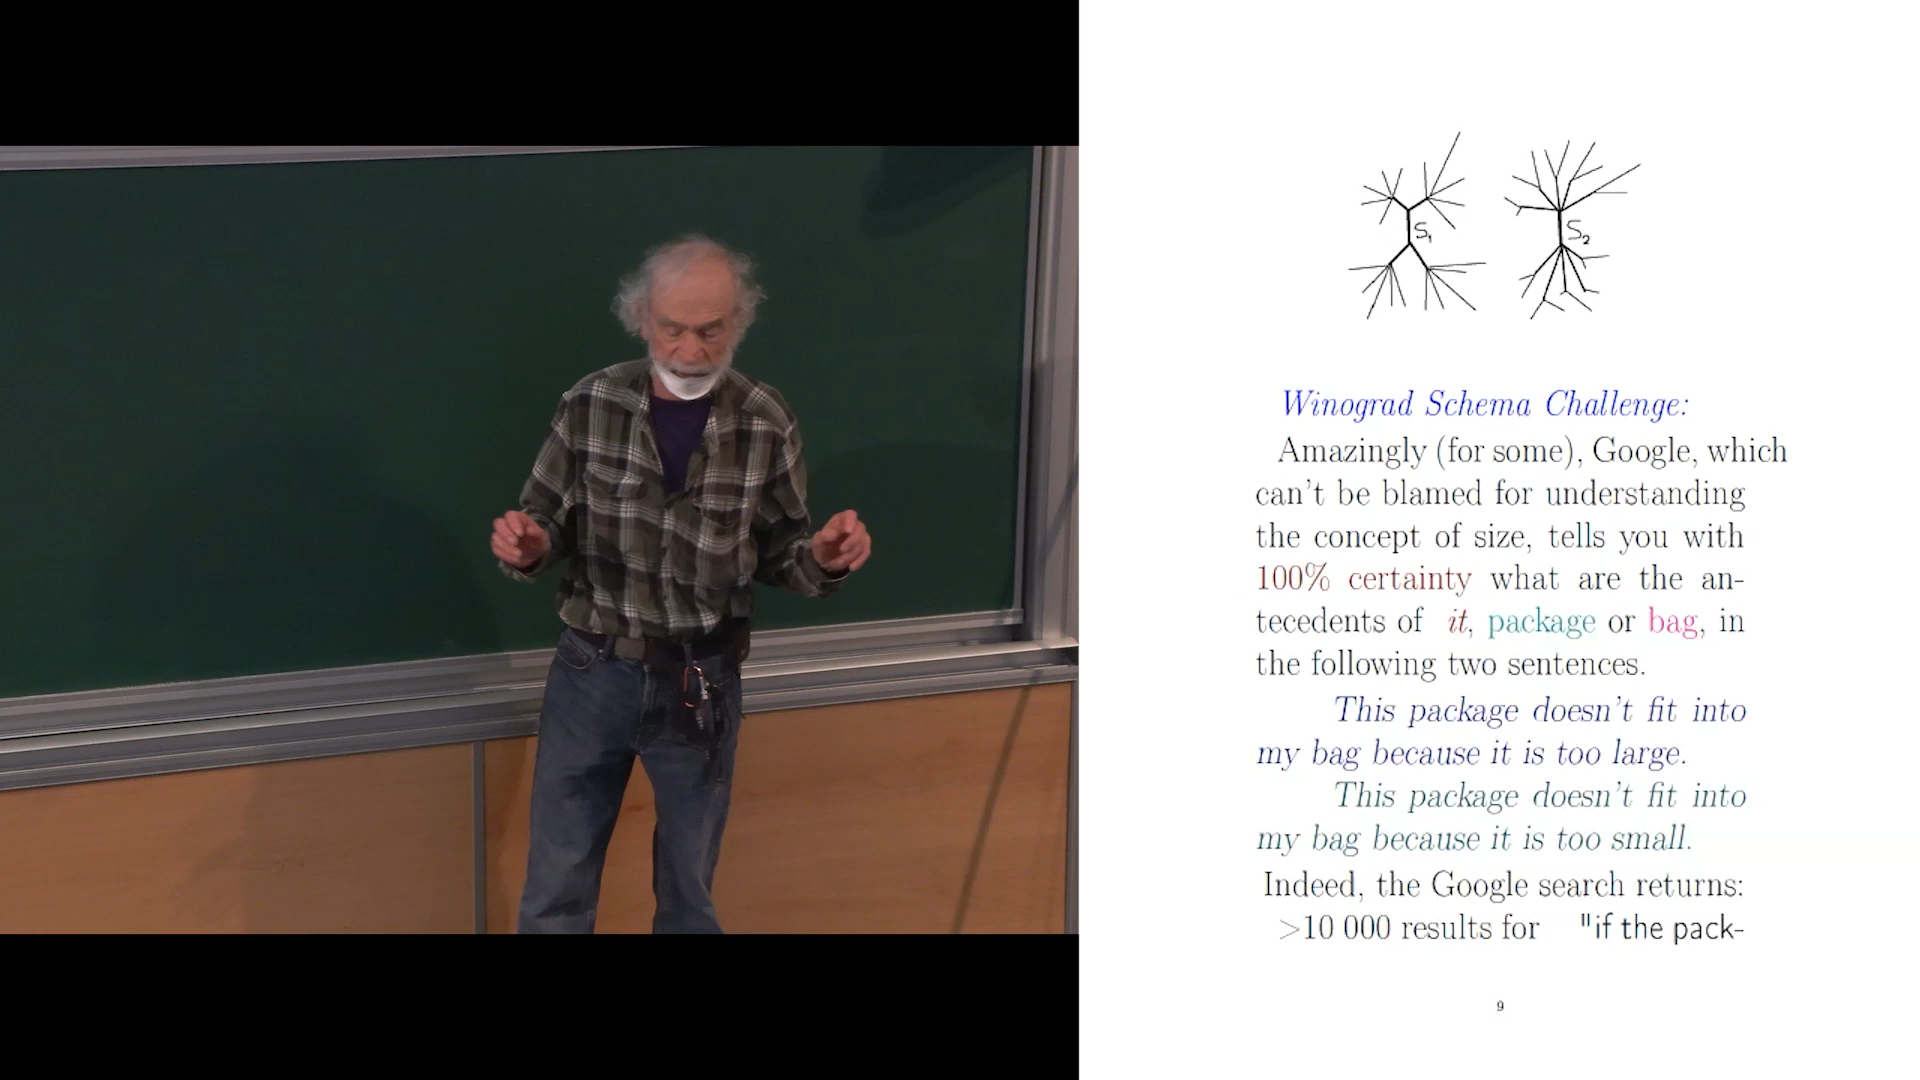 S₁
S₂
Winograd Schema Challenge:
Amazingly (for some), Google, which
can't be blamed for understanding
the concept of size, tells you with
100% certainty what are the an-
tecedents of it, package or bag, in
the following two sentences.
This package doesn't fit into
my bag because it is too large.
This package doesn't fit into
my bag because it is too small.
Indeed, the Google search returns:
>10 000 results for "if the pack-
9